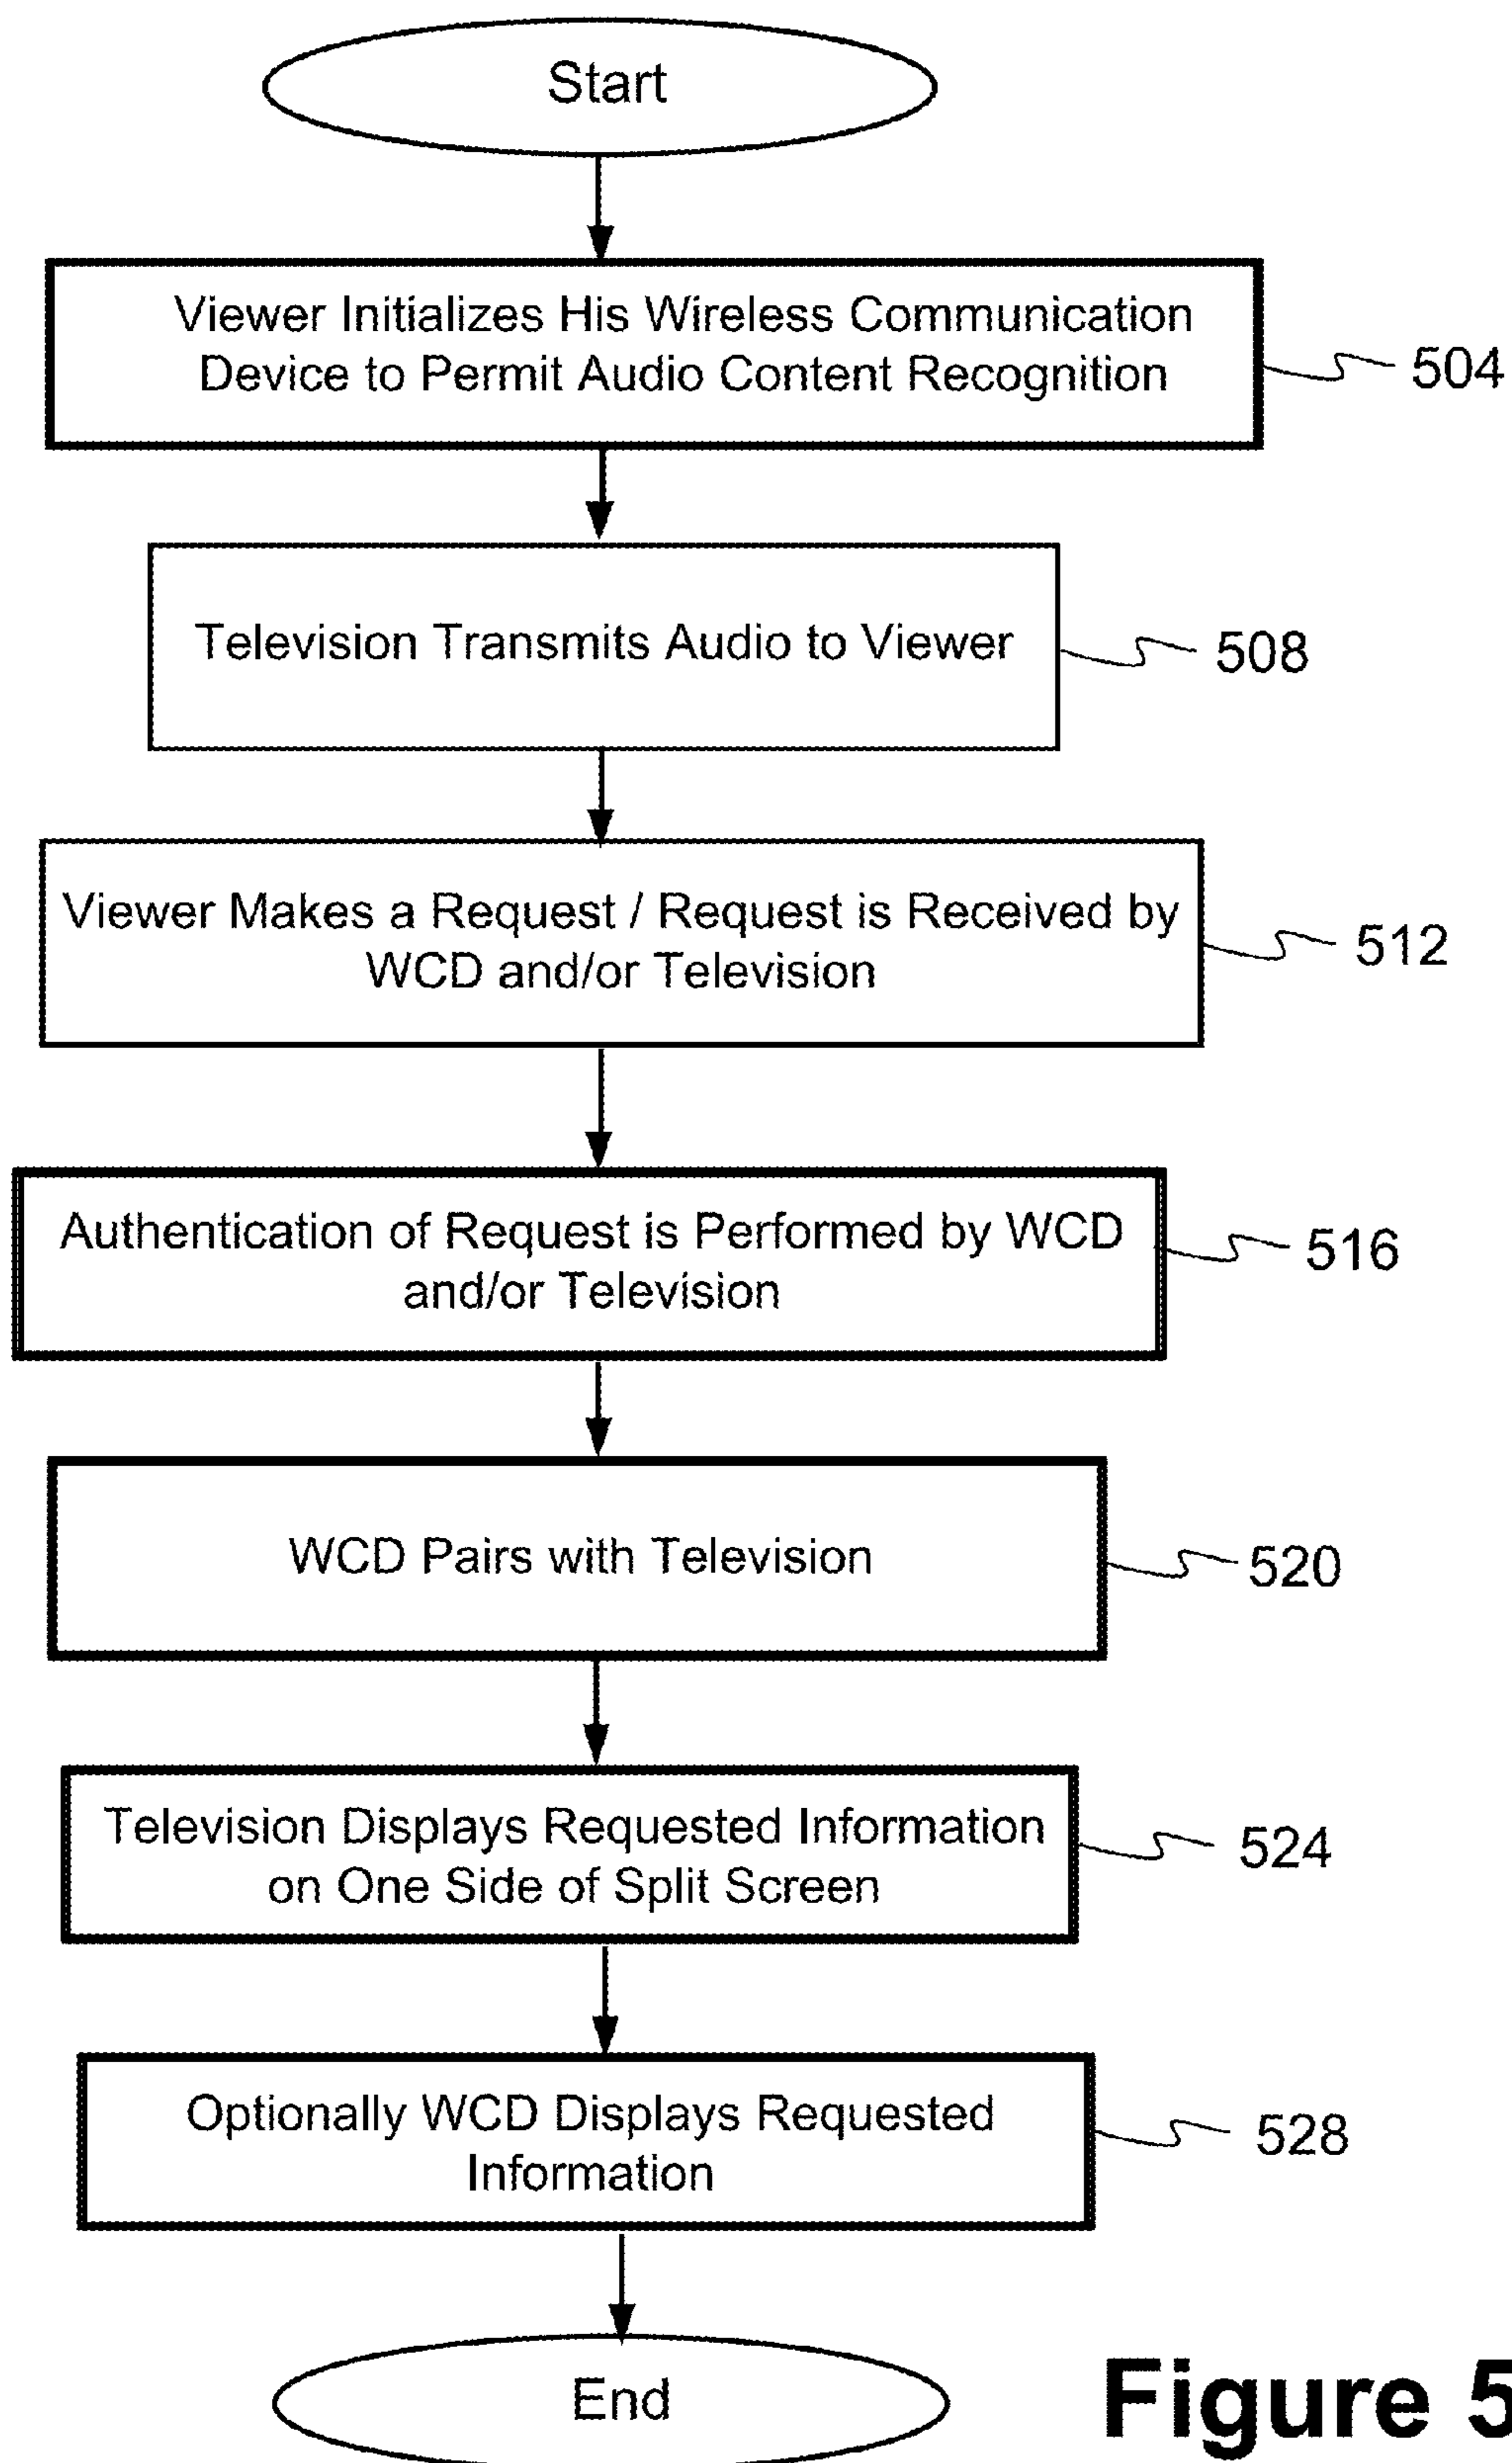 Start
Viewer Initializes His Wireless Communication
Device to Permit Audio Content Recognition
504
Television Transmits Audio to Viewer
508
Viewer Makes a Request / Request is Received by
WCD and/or Television
512
Authentication of Request is Performed by WCD
and/or Television
516
WCD Pairs with Television
520
Television Displays Requested Information
on One Side of Split Screen
524
Optionally WCD Displays Requested
Information
528
End
Figure 5